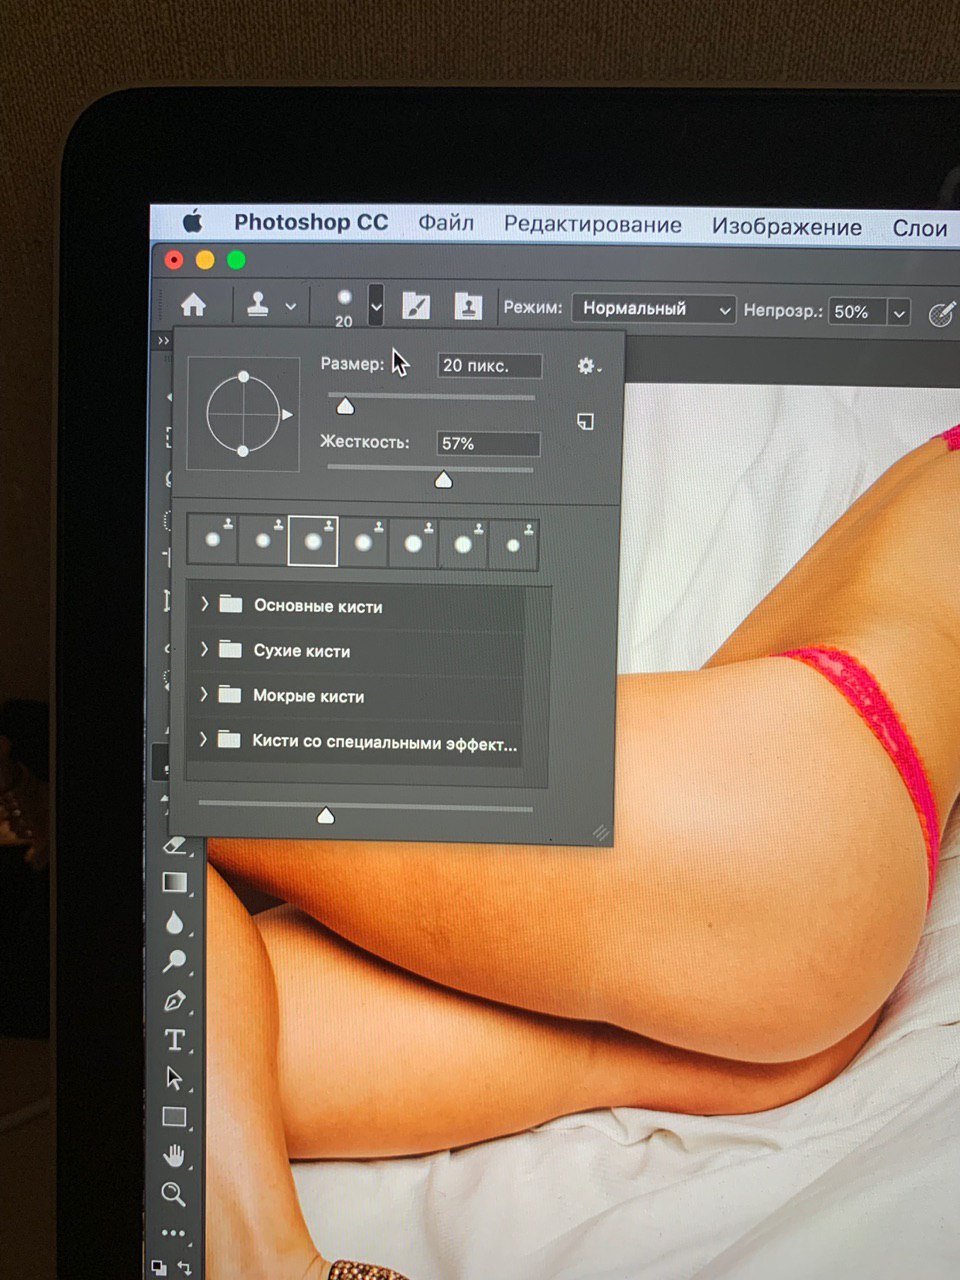 Photoshop CC Файл Редактирование Изображение Слои
20 Режим: Нормальный Непрозр.: 50%
Размер: 20 пикс.
Жесткость: 57%
Основные кисти
Сухие кисти
Мокрые кисти
Кисти со специальными эффект...
T